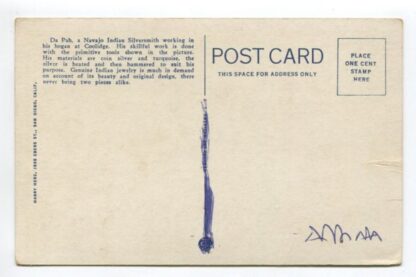 Da Pah, a Navajo Indian Silversmith working in
his hogan at Coolidge. His skillful work is done
with the primitive tools shown in the picture.
His materials are coin silver and turquoise, the
silver is heated and then hammered to suit his
purpose. Genuine Indian jewelry is much in demand
on account of its beauty and original design, there
never being two pieces alike.
POST CARD
THIS SPACE FOR ADDRESS ONLY
PLACE
ONE CENT
STAMP
HERE
SAN DIEGO, CALIF.